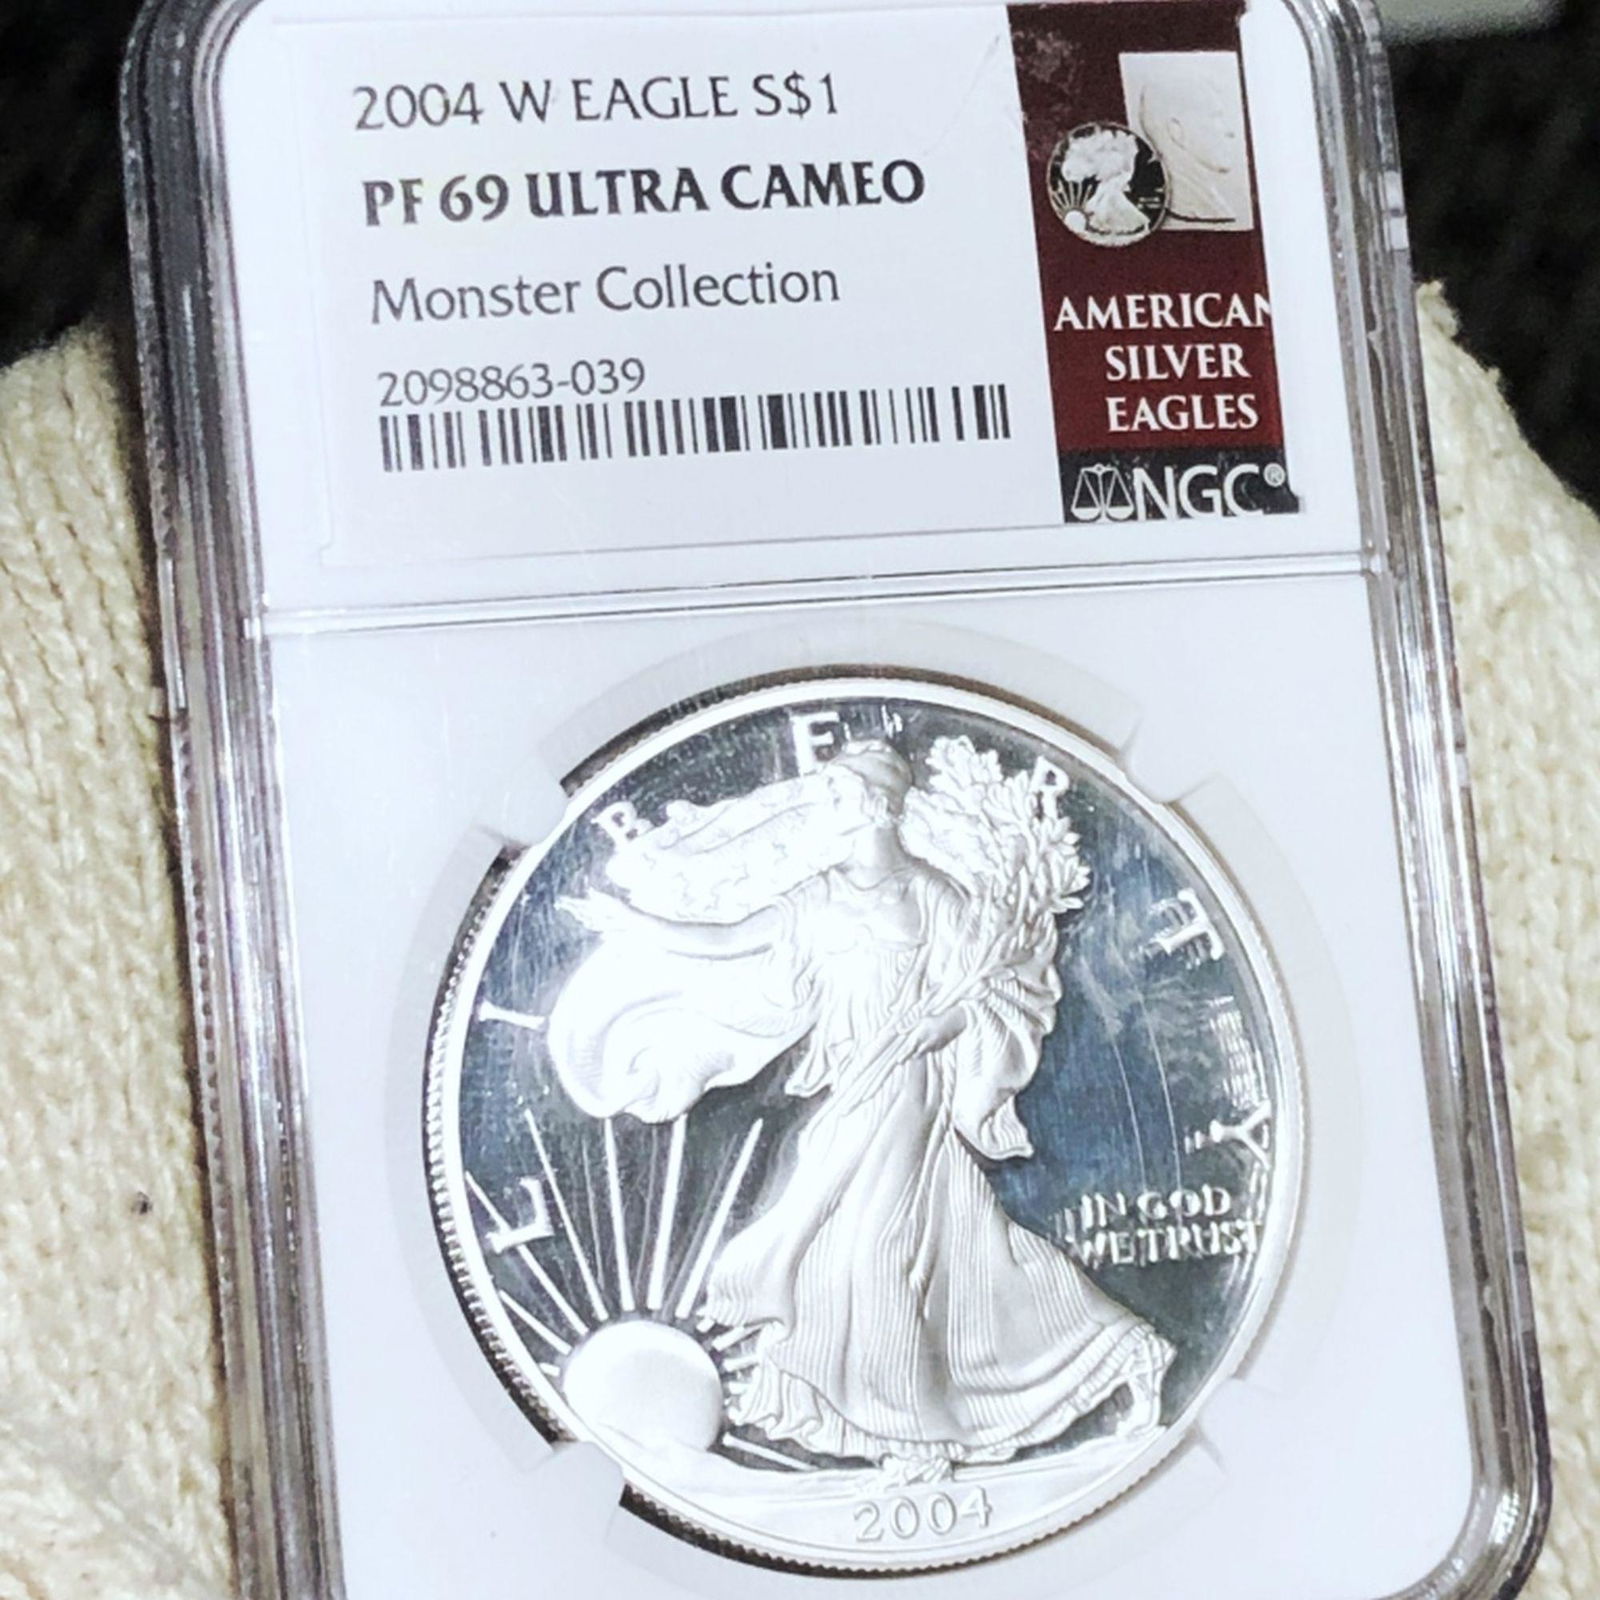 2004 W EAGLE S$1
PF 69 ULTRA CAMEO
Monster Collection
2098863-039
AMERICAN
SILVER
EAGLES
NGC®
LIBERTY
IN GOD
WE TRUST
2004